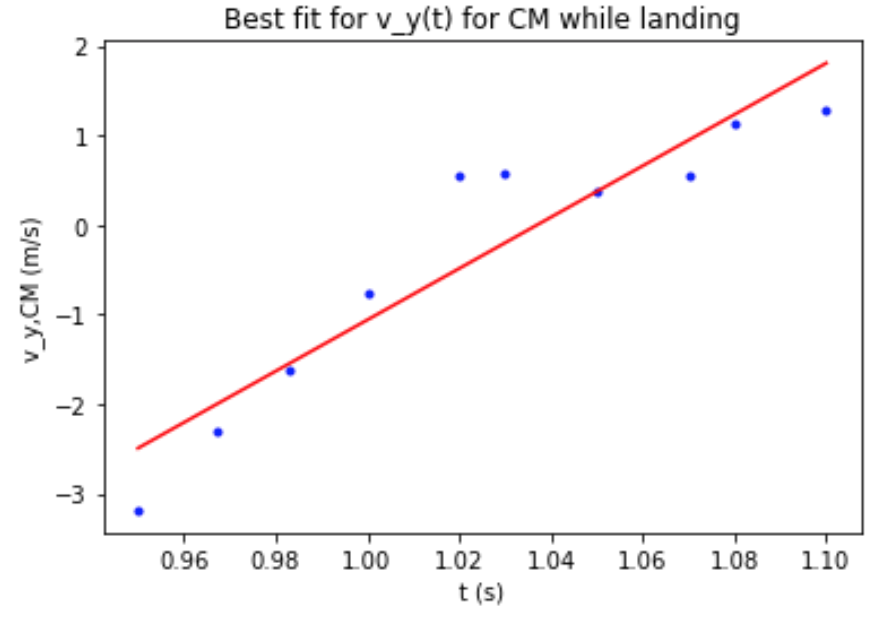 Best fit for v_y(t) for CM while landing
2
1
0
−1
−2
−3
v_y,CM (m/s)
0.96 0.98 1.00 1.02 1.04 1.06 1.08 1.10
t (s)